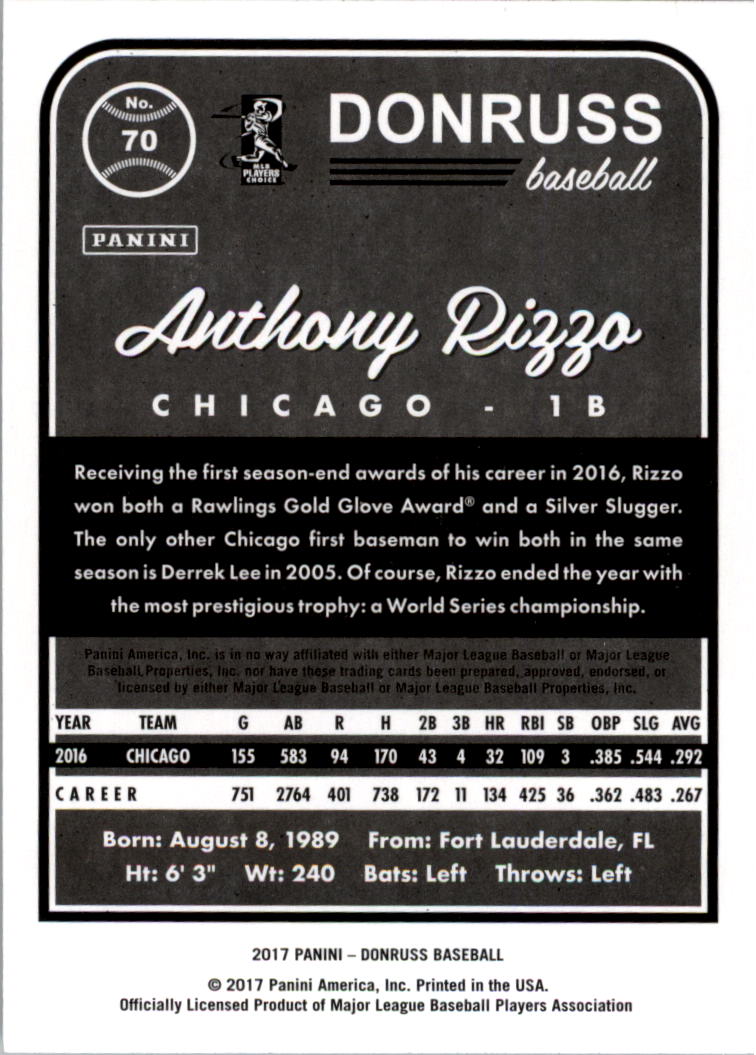 No.
70
MLB
PLAYERS
CHOICE
DONRUSS
baseball
PANINI
Anthony Rizzo
CHICAGO - 1B
Receiving the first season-end awards of his career in 2016, Rizzo
won both a Rawlings Gold Glove Award® and a Silver Slugger.
The only other Chicago first baseman to win both in the same
season is Derrek Lee in 2005. Of course, Rizzo ended the year with
the most prestigious trophy: a World Series championship.
Panini America, Inc. is in no way affiliated with either Major League Baseball or Major League
Baseball Properties, Inc. nor have these trading cards been prepared, approved, endorsed, or
licensed by either Major League Baseball or Major League Baseball Properties, Inc.
YEAR TEAM G AB R H 2B 3B HR RBI SB OBP SLG AVG
2016 CHICAGO 155 583 94 170 43 4 32 109 3 .385 .544 .292
CAREER 751 2764 401 738 172 11 134 425 36 .362 .483 .267
Born: August 8, 1989 From: Fort Lauderdale, FL
Ht: 6' 3" Wt: 240 Bats: Left Throws: Left
2017 PANINI – DONRUSS BASEBALL
© 2017 Panini America, Inc. Printed in the USA.
Officially Licensed Product of Major League Baseball Players Association